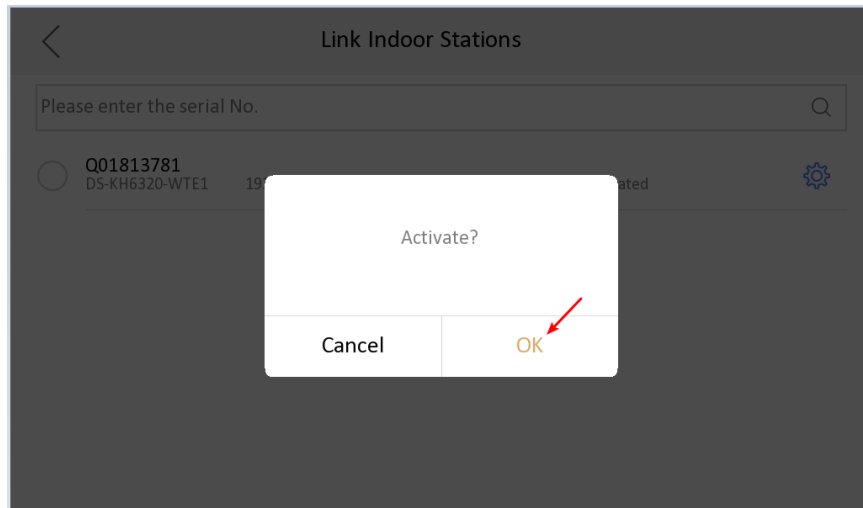 Link Indoor Stations
Please enter the serial No.
Q01813781
DS-KH6320-WTE1
Activate?
Cancel OK